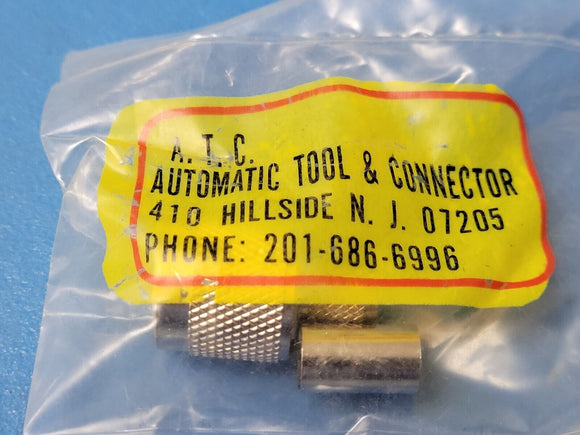 A. T. C.
AUTOMATIC TOOL & CONNECTOR
410 HILLSIDE N. J. 07205
PHONE: 201-686-6996